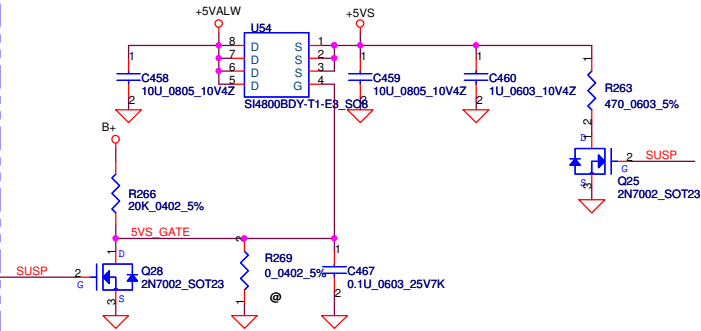 +5VALW
+5VS
U54
8 D S 1
7 D S 2
6 D S 3
5 D G 4
SI4800BDY-T1-E3_SO8
1
C458
10U_0805_10V4Z
2
1
C459
10U_0805_10V4Z
2
1
C460
1U_0603_10V4Z
2
1
R263
470_0603_5%
2
B+
R266
20K_0402_5%
1
D
2
G
SUSP
S
3
Q25
2N7002_SOT23
5VS_GATE
SUSP
2
G
1
D
Q28
2N7002_SOT23
S
3
2
R269
0_0402_5%
1
@
1
C467
0.1U_0603_25V7K
2